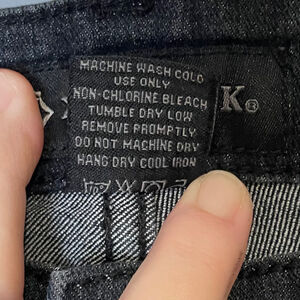 MACHINE WASH COLD
USE ONLY
NON-CHLORINE BLEACH
TUMBLE DRY LOW
REMOVE PROMPTLY
DO NOT MACHINE DRY
HANG DRY COOL IRON
K®